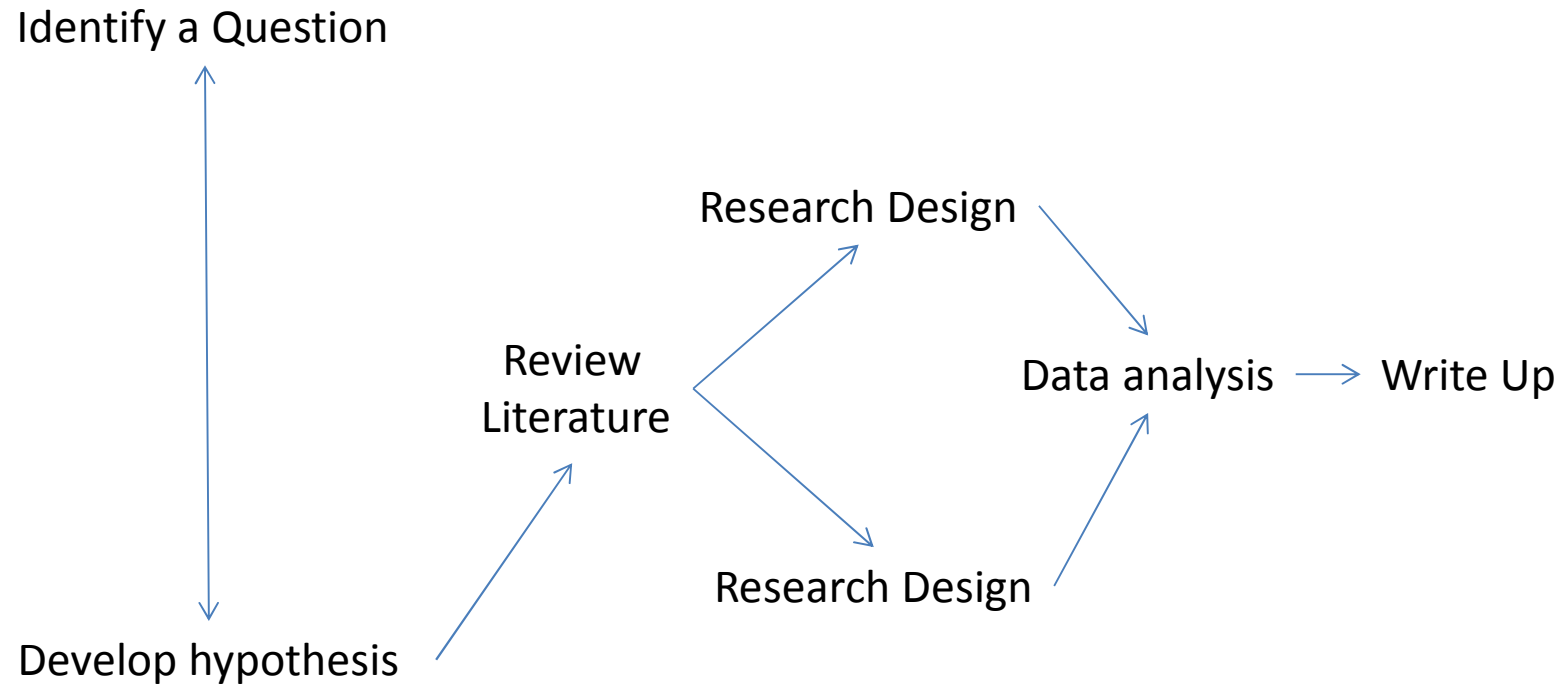 Identify a Question
Research Design
Review
Literature
Data analysis
Write Up
Research Design
Develop hypothesis